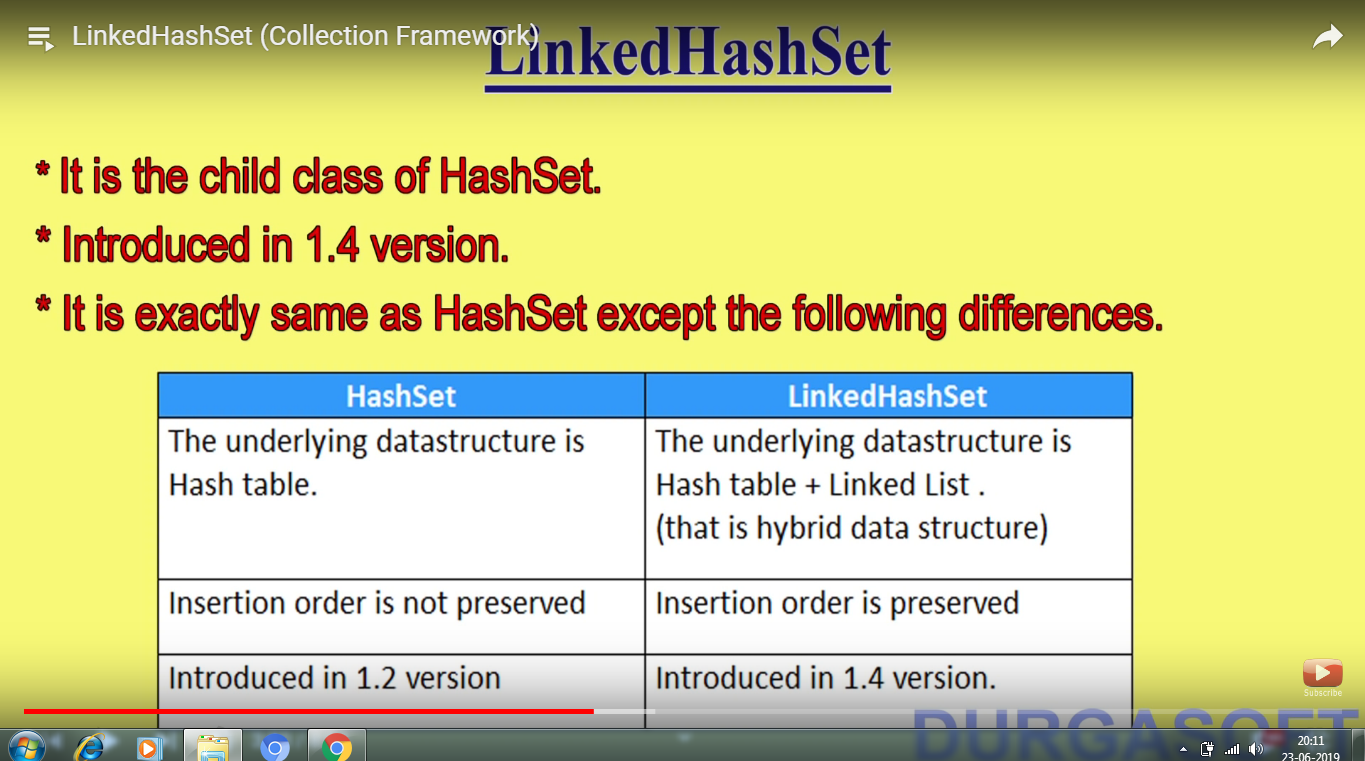 LinkedHashSet (Collection Framework)
LinkedHashSet
* It is the child class of HashSet.
* Introduced in 1.4 version.
* It is exactly same as HashSet except the following differences.
HashSet
LinkedHashSet
The underlying datastructure is
Hash table.
The underlying datastructure is
Hash table + Linked List .
(that is hybrid data structure)
Insertion order is not preserved
Insertion order is preserved
Introduced in 1.2 version
Introduced in 1.4 version.
Subscribe
DURGASOFT
20:11
23-06-2019